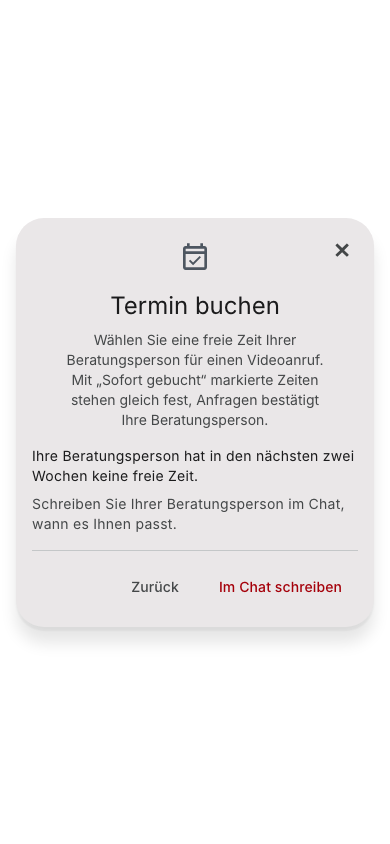 Termin buchen
Wählen Sie eine freie Zeit Ihrer
Beratungsperson für einen Videoanruf.
Mit „Sofort gebucht“ markierte Zeiten
stehen gleich fest, Anfragen bestätigt
Ihre Beratungsperson.
Ihre Beratungsperson hat in den nächsten zwei
Wochen keine freie Zeit.
Schreiben Sie Ihrer Beratungsperson im Chat,
wann es Ihnen passt.
Zurück
Im Chat schreiben